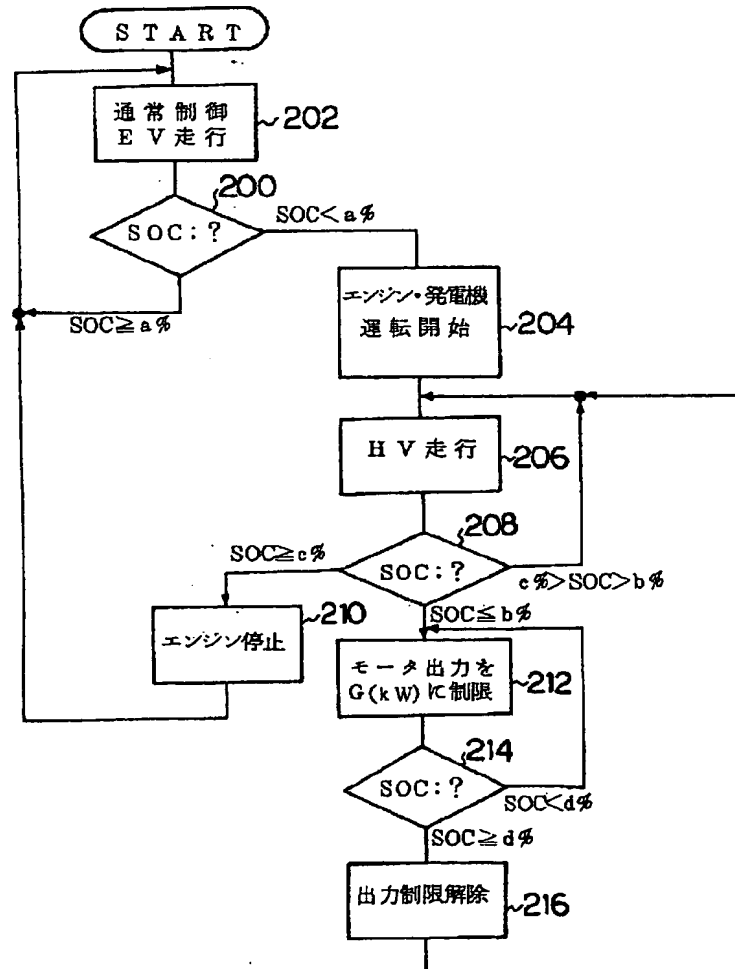 START
通常制御
EV走行
202
200
SOC:?
SOC<a%
SOC≧a%
エンジン・発電機
運転開始
204
HV走行
206
208
SOC:?
SOC≧c%
c%>SOC>b%
SOC≦b%
エンジン停止
210
モータ出力を
G(kW)に制限
212
214
SOC:?
SOC<d%
SOC≧d%
出力制限解除
216